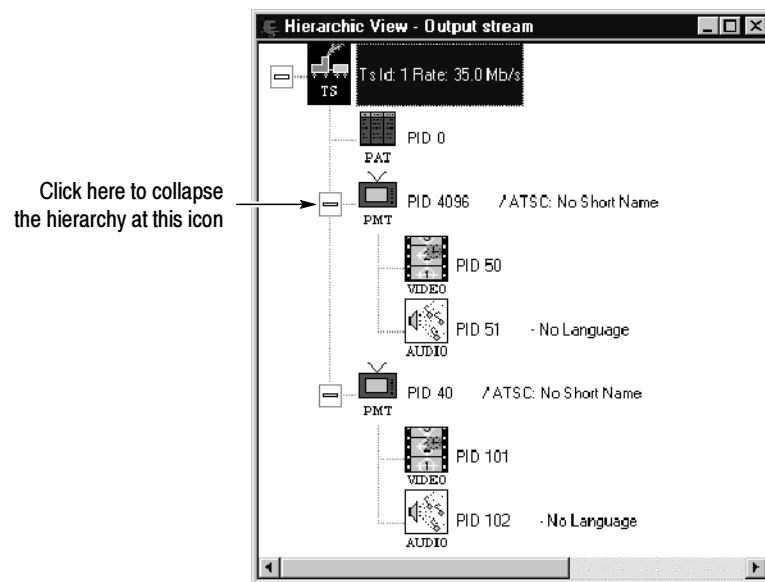 Hierarchic View - Output stream
TS
Ts Id: 1 Rate: 35.0 Mb/s
PID 0
PAT
Click here to collapse
the hierarchy at this icon
PID 4096 / ATSC: No Short Name
PMT
PID 50
VIDEO
PID 51 - No Language
AUDIO
PID 40 / ATSC: No Short Name
PMT
PID 101
VIDEO
PID 102 - No Language
AUDIO